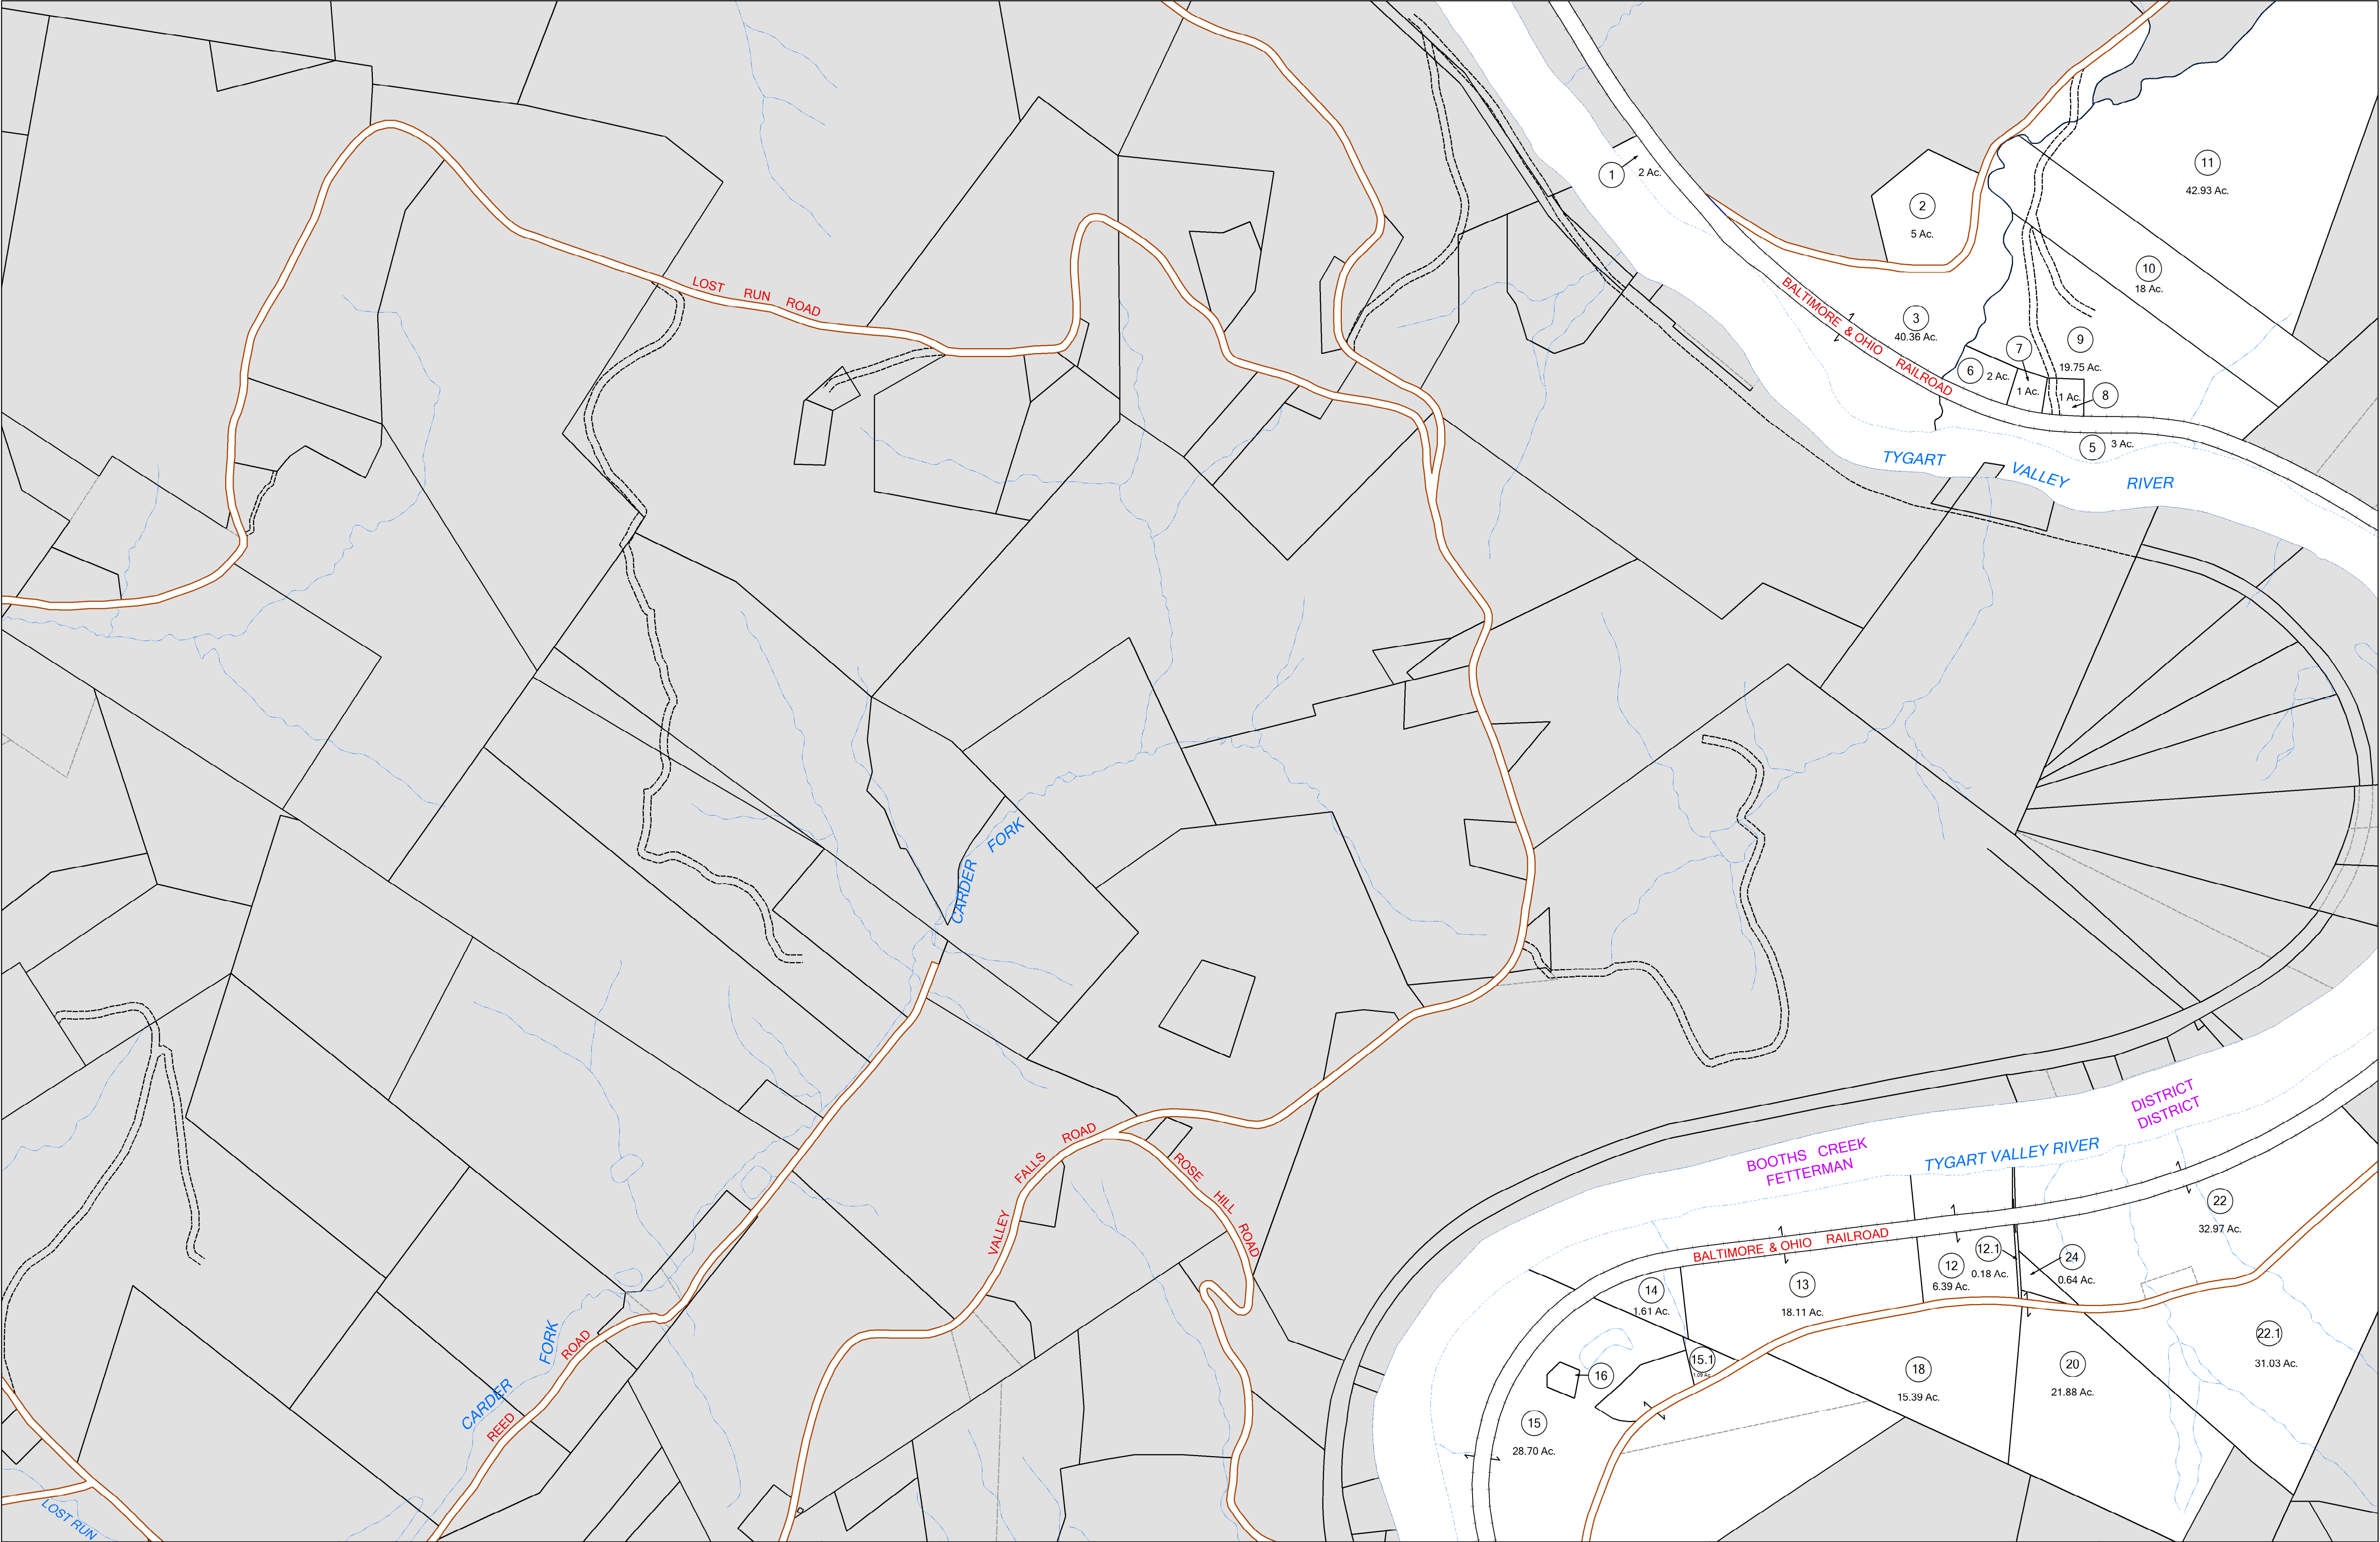 1
2 Ac.
2
5 Ac.
11
42.93 Ac.
10
18 Ac.
LOST RUN ROAD
BALTIMORE & OHIO RAILROAD
3
40.36 Ac.
9
19.75 Ac.
7
1 Ac.
6
2 Ac.
8
1 Ac.
5
3 Ac.
TYGART VALLEY RIVER
CARDER FORK
DISTRICT
DISTRICT
BOOTHS CREEK
FETTERMAN
TYGART VALLEY RIVER
VALLEY FALLS ROAD
ROSE HILL ROAD
BALTIMORE & OHIO RAILROAD
22
32.97 Ac.
12.1
0.18 Ac.
24
0.64 Ac.
12
6.39 Ac.
13
18.11 Ac.
14
1.61 Ac.
22.1
31.03 Ac.
15.1
1.09 Ac.
16
18
15.39 Ac.
20
21.88 Ac.
15
28.70 Ac.
CARDER FORK
REED ROAD
LOST RUN